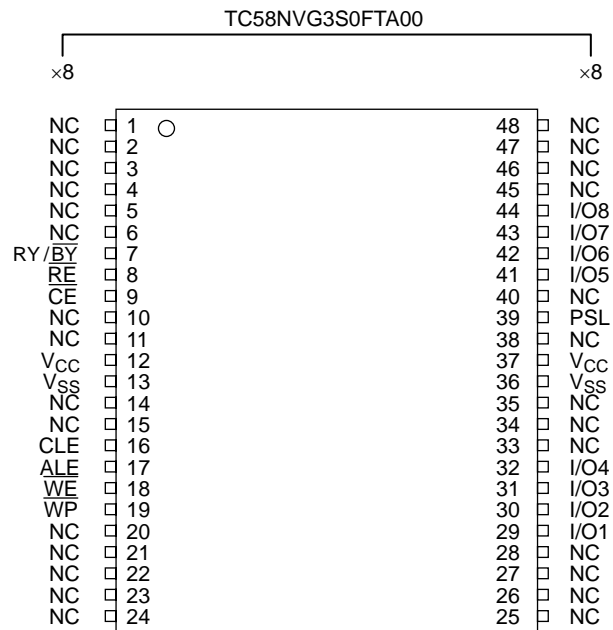 TC58NVG3S0FTA00
×8 ×8
NC 1 48 NC
NC 2 47 NC
NC 3 46 NC
NC 4 45 NC
NC 5 44 I/O8
NC 6 43 I/O7
RY/B̅Y̅ 7 42 I/O6
R̅E̅ 8 41 I/O5
C̅E̅ 9 40 NC
NC 10 39 PSL
NC 11 38 NC
VCC 12 37 VCC
VSS 13 36 VSS
NC 14 35 NC
NC 15 34 NC
CLE 16 33 NC
ALE 17 32 I/O4
W̅E̅ 18 31 I/O3
W̅P̅ 19 30 I/O2
NC 20 29 I/O1
NC 21 28 NC
NC 22 27 NC
NC 23 26 NC
NC 24 25 NC